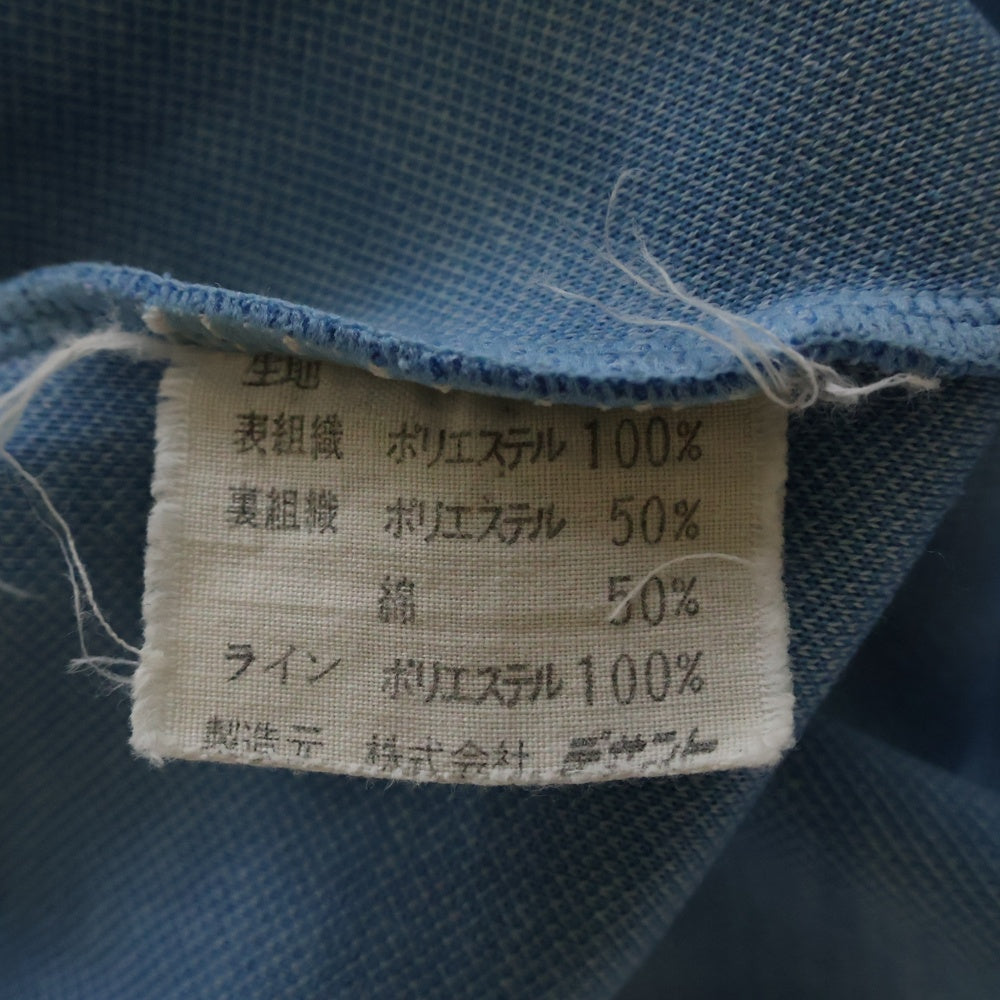 生地
表組織 ポリエステル 100%
裏組織 ポリエステル 50%
綿 50%
ライン ポリエステル 100%
製造元 株式会社 デサント